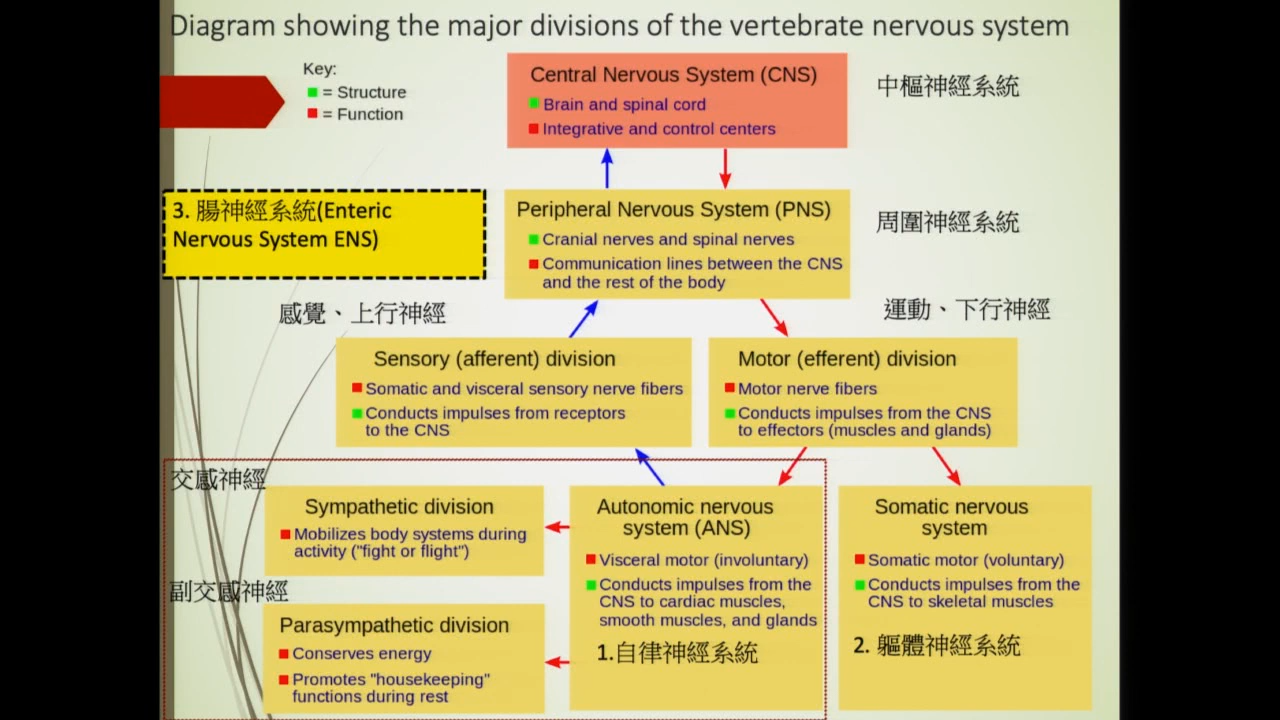 Diagram showing the major divisions of the vertebrate nervous system
Key:
= Structure
= Function
Central Nervous System (CNS)
Brain and spinal cord
Integrative and control centers
中樞神經系統
3. 腸神經系統(Enteric
Nervous System ENS)
Peripheral Nervous System (PNS)
Cranial nerves and spinal nerves
Communication lines between the CNS
and the rest of the body
周圍神經系統
感覺、上行神經
運動、下行神經
Sensory (afferent) division
Somatic and visceral sensory nerve fibers
Conducts impulses from receptors
to the CNS
Motor (efferent) division
Motor nerve fibers
Conducts impulses from the CNS
to effectors (muscles and glands)
交感神經
Sympathetic division
Mobilizes body systems during
activity ("fight or flight")
副交感神經
Parasympathetic division
Conserves energy
Promotes "housekeeping"
functions during rest
Autonomic nervous
system (ANS)
Visceral motor (involuntary)
Conducts impulses from the
CNS to cardiac muscles,
smooth muscles, and glands
1.自律神經系統
Somatic nervous
system
Somatic motor (voluntary)
Conducts impulses from the
CNS to skeletal muscles
2. 軀體神經系統